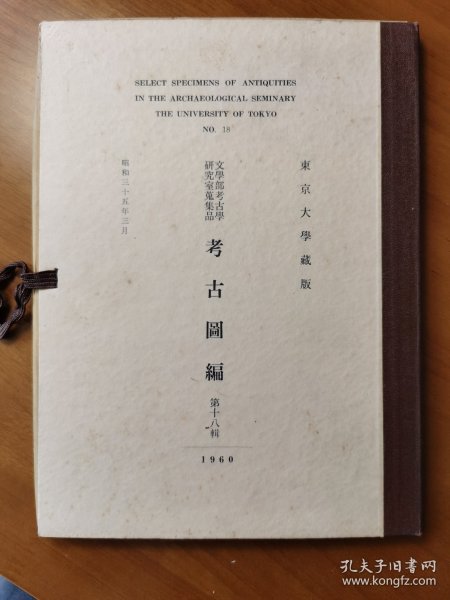 SELECT SPECIMENS OF ANTIQUITIES
IN THE ARCHAEOLOGICAL SEMINARY
THE UNIVERSITY OF TOKYO
NO. 18
東京大學藏版
文學部考古學
研究室蒐集品
考古圖編
第十八輯
昭和三十五年三月
1960
孔夫子旧书网
www.kongfz.com